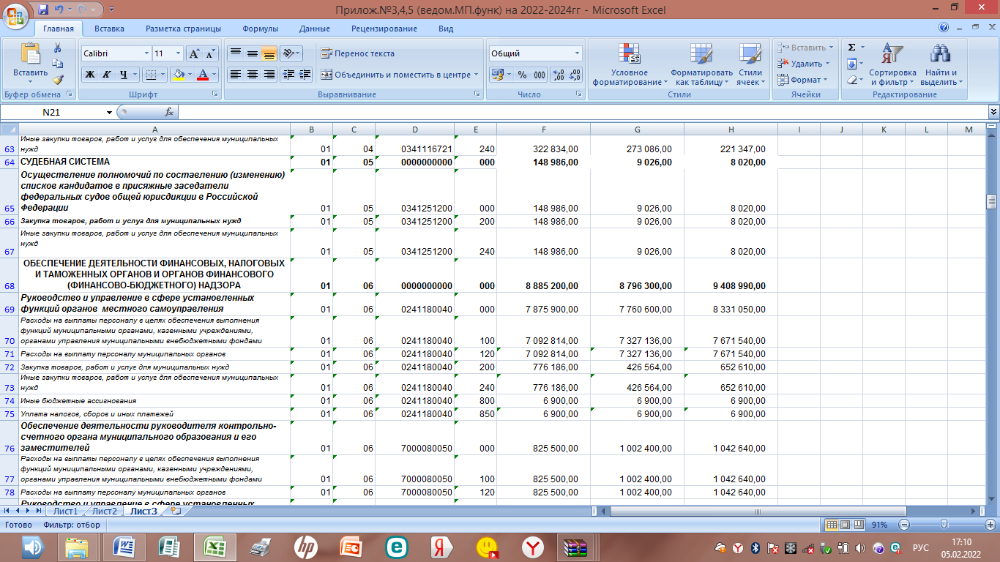 Прилож.№3,4,5 (ведом.МП.функ) на 2022-2024гг - Microsoft Excel
Главная Вставка Разметка страницы Формулы Данные Рецензирование Вид
Calibri 11 Перенос текста Общий Вставить Σ
Вставить Удалить
Ж К Ч А Объединить и поместить в центре % 000 Условное форматирование Форматировать как таблицу Стили ячеек Формат Сортировка и фильтр Найти и выделить
Буфер обмена Шрифт Выравнивание Число Стили Ячейки Редактирование
N21 fx
A B C D E F G H I J K L M
Иные закупки товаров, работ и услуг для обеспечения муниципальных
63 нужд 01 04 0341116721 240 322 834,00 273 086,00 221 347,00
64 СУДЕБНАЯ СИСТЕМА 01 05 0000000000 000 148 986,00 9 026,00 8 020,00
Осуществление полномочий по составлению (изменению)
списков кандидатов в присяжные заседатели
федеральных судов общей юрисдикции в Российской
65 Федерации 01 05 0341251200 000 148 986,00 9 026,00 8 020,00
66 Закупка товаров, работ и услуг для муниципальных нужд 01 05 0341251200 200 148 986,00 9 026,00 8 020,00
Иные закупки товаров, работ и услуг для обеспечения муниципальных
нужд
67 01 05 0341251200 240 148 986,00 9 026,00 8 020,00
ОБЕСПЕЧЕНИЕ ДЕЯТЕЛЬНОСТИ ФИНАНСОВЫХ, НАЛОГОВЫХ
И ТАМОЖЕННЫХ ОРГАНОВ И ОРГАНОВ ФИНАНСОВОГО
68 (ФИНАНСОВО-БЮДЖЕТНОГО) НАДЗОРА 01 06 0000000000 000 8 885 200,00 8 796 300,00 9 408 990,00
Руководство и управление в сфере установленных
69 функций органов местного самоуправления 01 06 0241180040 000 7 875 900,00 7 760 600,00 8 331 050,00
Расходы на выплаты персоналу в целях обеспечения выполнения
функций муниципальными органами, казенными учреждениями,
70 органами управления муниципальными внебюджетными фондами 01 06 0241180040 100 7 092 814,00 7 327 136,00 7 671 540,00
71 Расходы на выплату персоналу муниципальных органов 01 06 0241180040 120 7 092 814,00 7 327 136,00 7 671 540,00
72 Закупка товаров, работ и услуг для муниципальных нужд 01 06 0241180040 200 776 186,00 426 564,00 652 610,00
Иные закупки товаров, работ и услуг для обеспечения муниципальных
73 нужд 01 06 0241180040 240 776 186,00 426 564,00 652 610,00
74 Иные бюджетные ассигнования 01 06 0241180040 800 6 900,00 6 900,00 6 900,00
75 Уплата налогов, сборов и иных платежей 01 06 0241180040 850 6 900,00 6 900,00 6 900,00
Обеспечение деятельности руководителя контрольно-
счетного органа муниципального образования и его
76 заместителей 01 06 7000080050 000 825 500,00 1 002 400,00 1 042 640,00
Расходы на выплаты персоналу в целях обеспечения выполнения
функций муниципальными органами, казенными учреждениями,
77 органами управления муниципальными внебюджетными фондами 01 06 7000080050 100 825 500,00 1 002 400,00 1 042 640,00
78 Расходы на выплату персоналу муниципальных органов 01 06 7000080050 120 825 500,00 1 002 400,00 1 042 640,00
Руководство и управление в сфере установленных
Лист1 Лист2 Лист3
Готово Фильтр: отбор 91%
РУС 17:10
05.02.2022